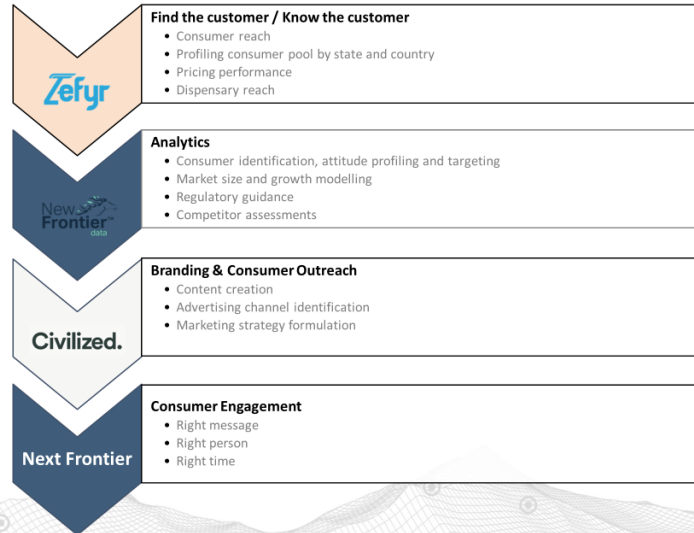 Find the customer / Know the customer
• Consumer reach
• Profiling consumer pool by state and country
• Pricing performance
• Dispensary reach
Zefyr
Analytics
• Consumer identification, attitude profiling and targeting
• Market size and growth modelling
• Regulatory guidance
• Competitor assessments
New
Frontier™
data
Branding & Consumer Outreach
• Content creation
• Advertising channel identification
• Marketing strategy formulation
Civilized.
Consumer Engagement
• Right message
• Right person
• Right time
Next Frontier